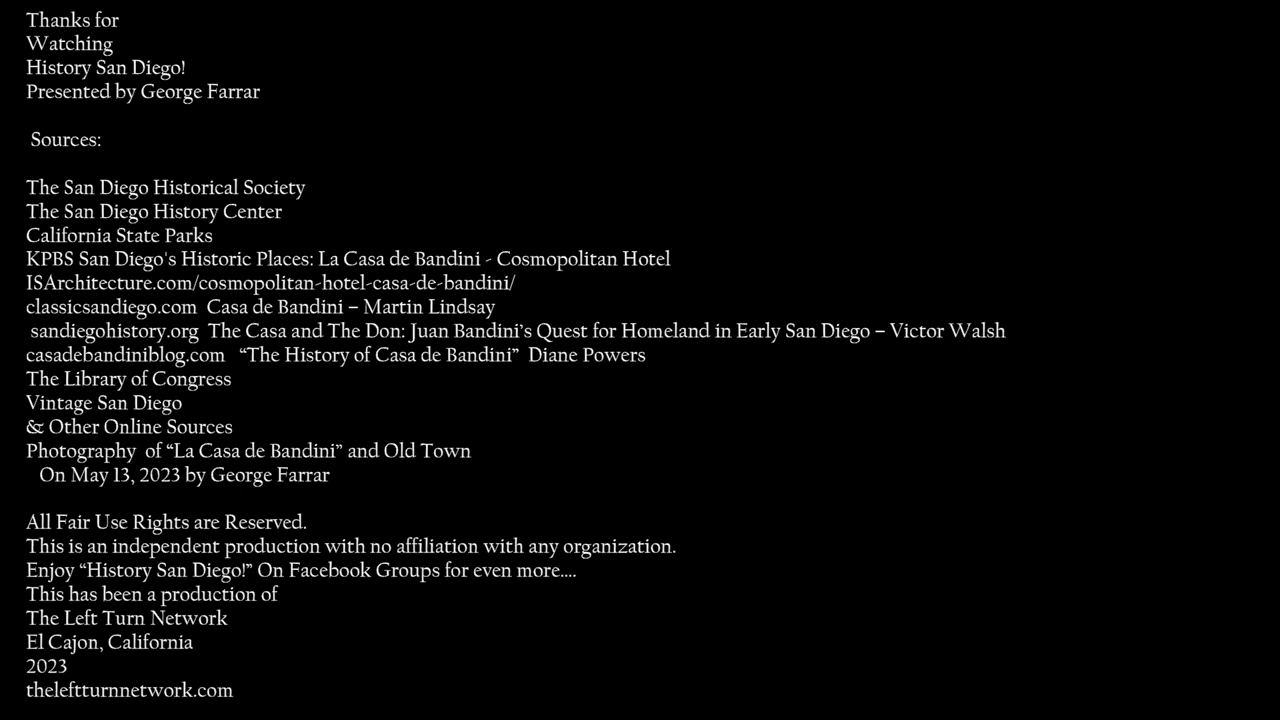 Thanks for
Watching
History San Diego!
Presented by George Farrar
Sources:
The San Diego Historical Society
The San Diego History Center
California State Parks
KPBS San Diego's Historic Places: La Casa de Bandini - Cosmopolitan Hotel
ISArchitecture.com/cosmopolitan-hotel-casa-de-bandini/
classicsandiego.com  Casa de Bandini – Martin Lindsay
sandiegohistory.org  The Casa and The Don: Juan Bandini’s Quest for Homeland in Early San Diego – Victor Walsh
casadebandiniblog.com   “The History of Casa de Bandini”  Diane Powers
The Library of Congress
Vintage San Diego
& Other Online Sources
Photography  of “La Casa de Bandini” and Old Town
On May 13, 2023 by George Farrar
All Fair Use Rights are Reserved.
This is an independent production with no affiliation with any organization.
Enjoy “History San Diego!” On Facebook Groups for even more....
This has been a production of
The Left Turn Network
El Cajon, California
2023
theleftturnnetwork.com